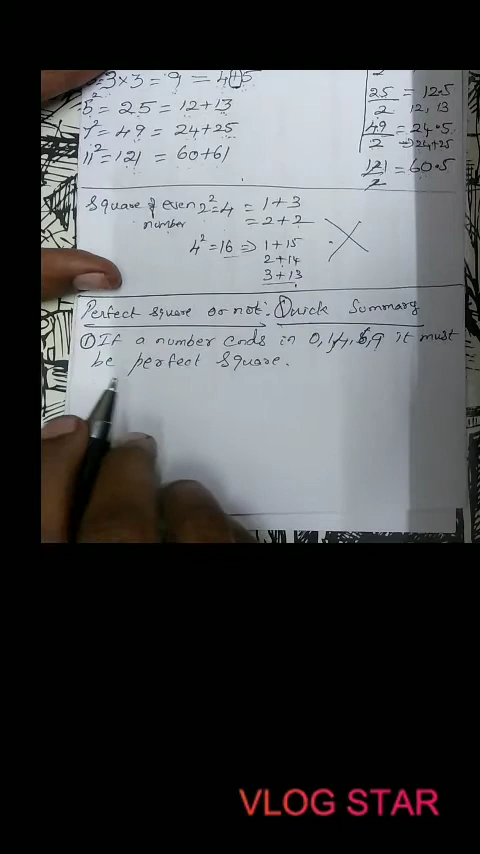 3×3 = 9 = 4+5
5² = 25 = 12+13
7² = 49 = 24+25
11² = 121 = 60+61
2
25/2 = 12.5
12, 13
49/2 = 24.5
⇒ 24+25
121/2 = 60.5
Square of even 2² = 4 = 1+3
number = 2+2
4² = 16 ⇒ 1+15
2+14
3+13
Perfect square or not: Quick Summary
① If a number ends in 0,1,4, 9 it must
be perfect Square.
VLOG STAR